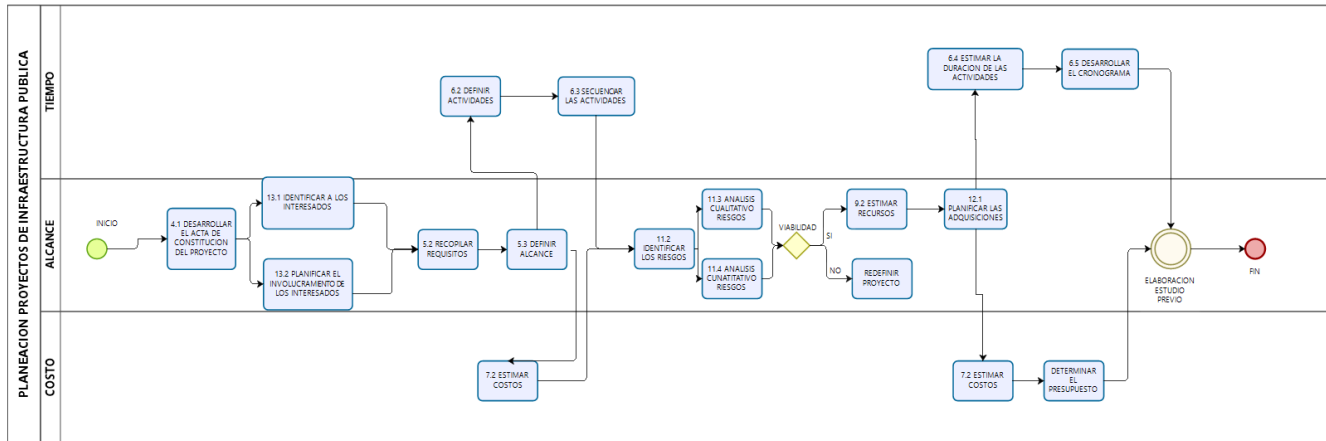 PLANEACION PROYECTOS DE INFRAESTRUCTURA PUBLICA
TIEMPO
6.2 DEFINIR
ACTIVIDADES
6.3 SECUENCIAR
LAS ACTIVIDADES
6.4 ESTIMAR LA
DURACION DE LAS
ACTIVIDADES
6.5 DESARROLLAR
EL CRONOGRAMA
ALCANCE
INICIO
4.1 DESARROLLAR
EL ACTA DE
CONSTITUCION
DEL PROYECTO
13.1 IDENTIFICAR A LOS
INTERESADOS
13.2 PLANIFICAR EL
INVOLUCRAMIENTO DE
LOS INTERESADOS
5.2 RECOPILAR
REQUISITOS
5.3 DEFINIR
ALCANCE
11.2
IDENTIFICAR
LOS RIESGOS
11.3 ANALISIS
CUALITATIVO
RIESGOS
11.4 ANALISIS
CUNATITATIVO
RIESGOS
VIABILIDAD
SI
NO
9.2 ESTIMAR
RECURSOS
REDEFINIR
PROYECTO
12.1
PLANIFICAR LAS
ADQUISICIONES
ELABORACION
ESTUDIO
PREVIO
FIN
COSTO
7.2 ESTIMAR
COSTOS
7.2 ESTIMAR
COSTOS
DETERMINAR
EL
PRESUPUESTO